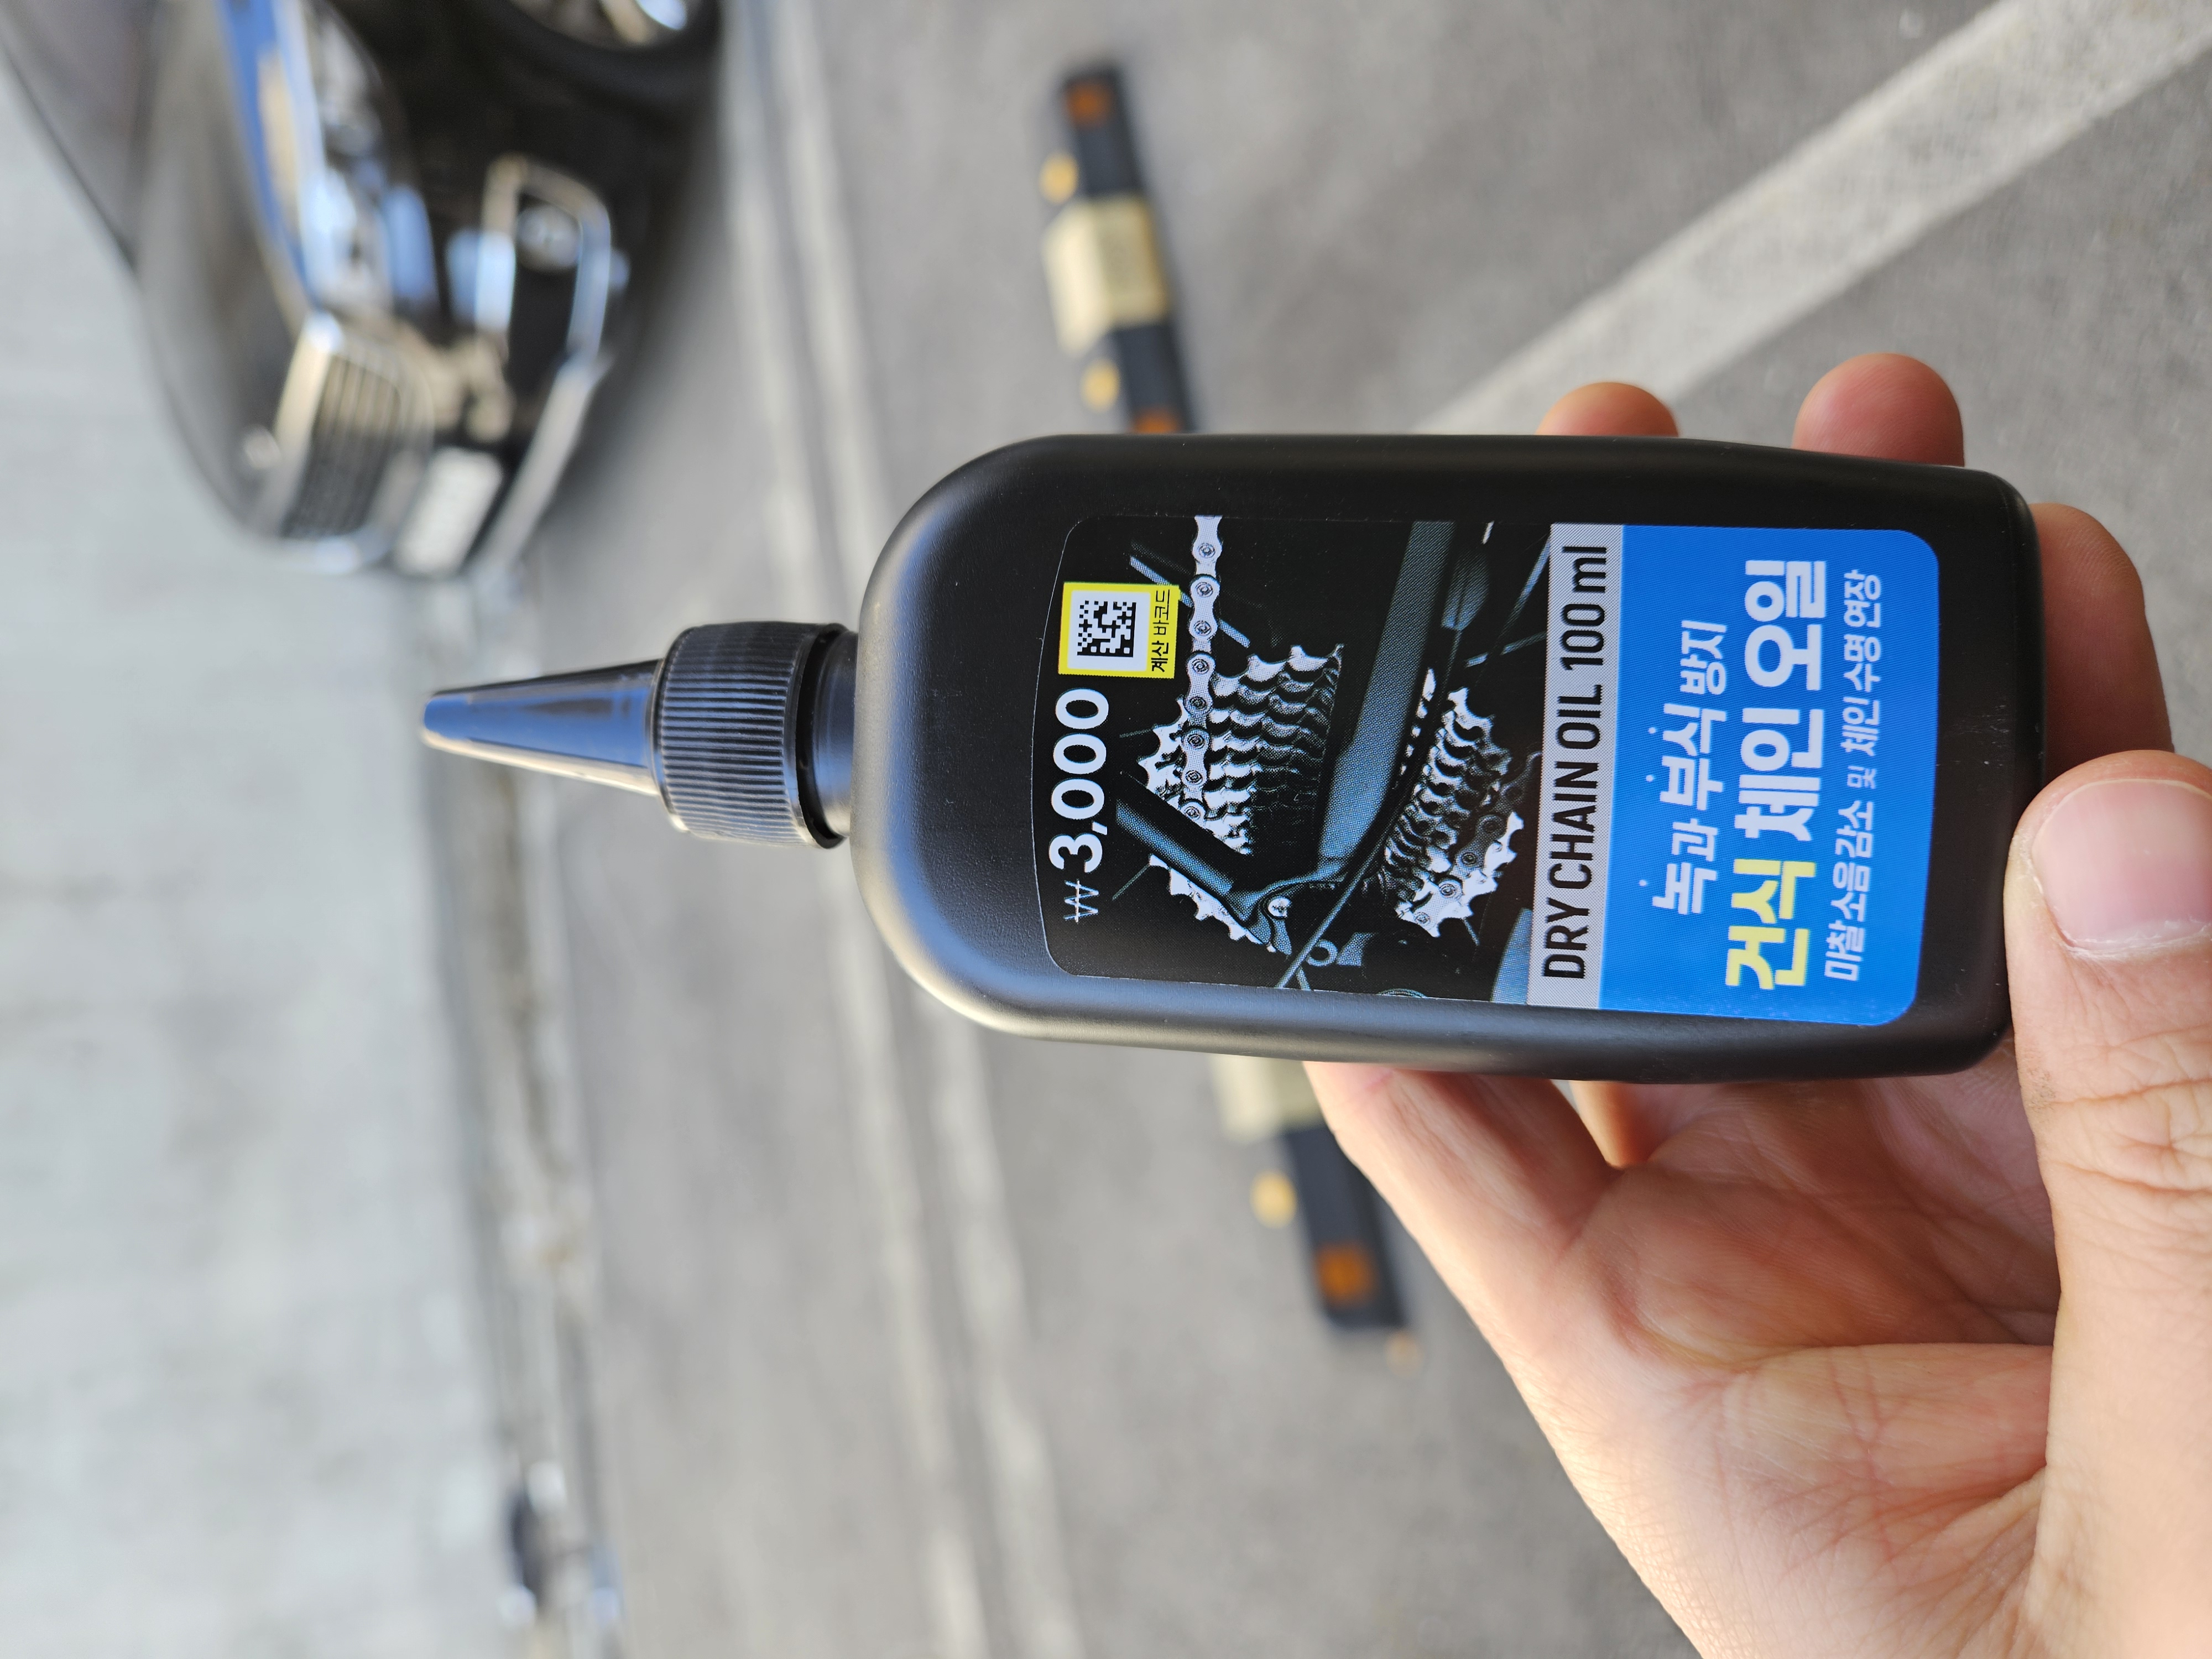 ₩3,000
계산 바코드
DRY CHAIN OIL 100 ml
녹과 부식 방지
건식 체인 오일
마찰소음감소 및 체인 수명 연장